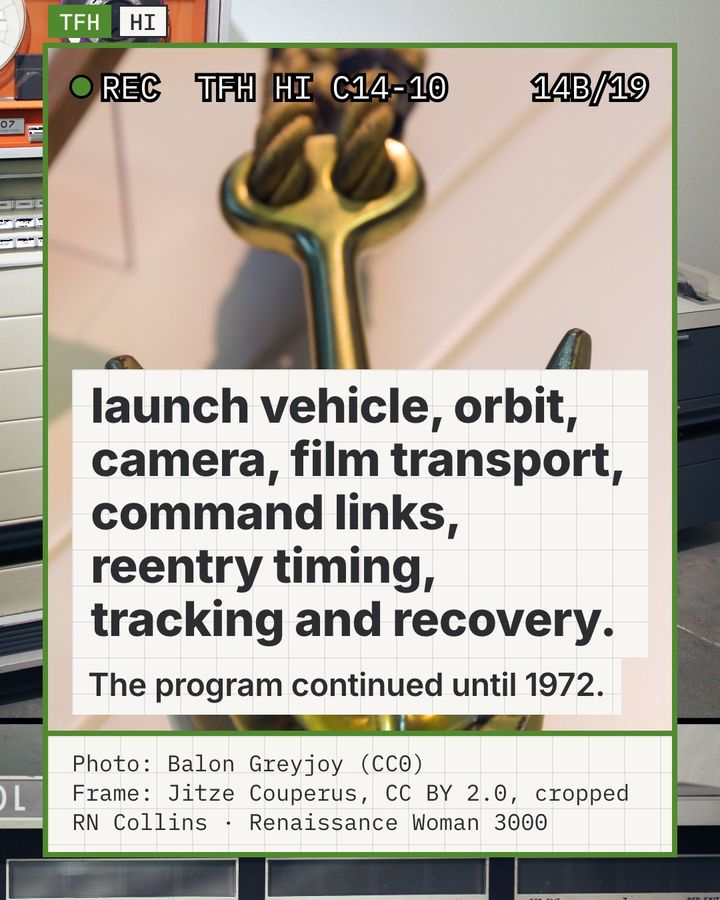 TFH HI
REC TFH HI C14-10 14B/19
07
launch vehicle, orbit,
camera, film transport,
command links,
reentry timing,
tracking and recovery.
The program continued until 1972.
Photo: Balon Greyjoy (CC0)
Frame: Jitze Couperus, CC BY 2.0, cropped
RN Collins · Renaissance Woman 3000
OL